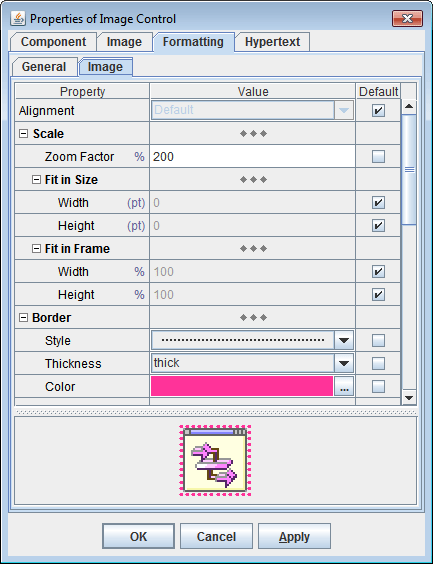 Properties of Image Control
Component Image Formatting Hypertext
General Image
Property Value Default
Alignment Default
Scale
Zoom Factor % 200
Fit in Size
Width (pt) 0
Height (pt) 0
Fit in Frame
Width % 100
Height % 100
Border
Style
Thickness thick
Color ...
OK Cancel Apply